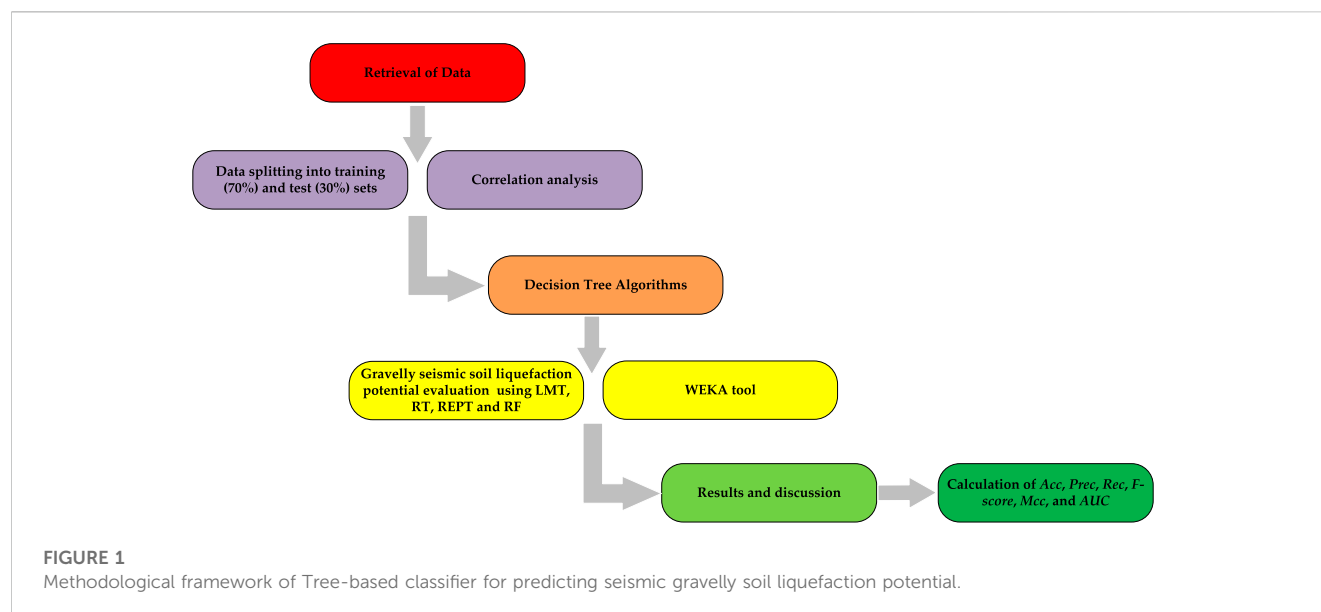 Retrieval of Data
Data splitting into training
(70%) and test (30%) sets
Correlation analysis
Decision Tree Algorithms
Gravelly seismic soil liquefaction
potential evaluation using LMT,
RT, REPT and RF
WEKA tool
Results and discussion
Calculation of Acc, Prec, Rec, F-
score, Mcc, and AUC
FIGURE 1
Methodological framework of Tree-based classifier for predicting seismic gravelly soil liquefaction potential.